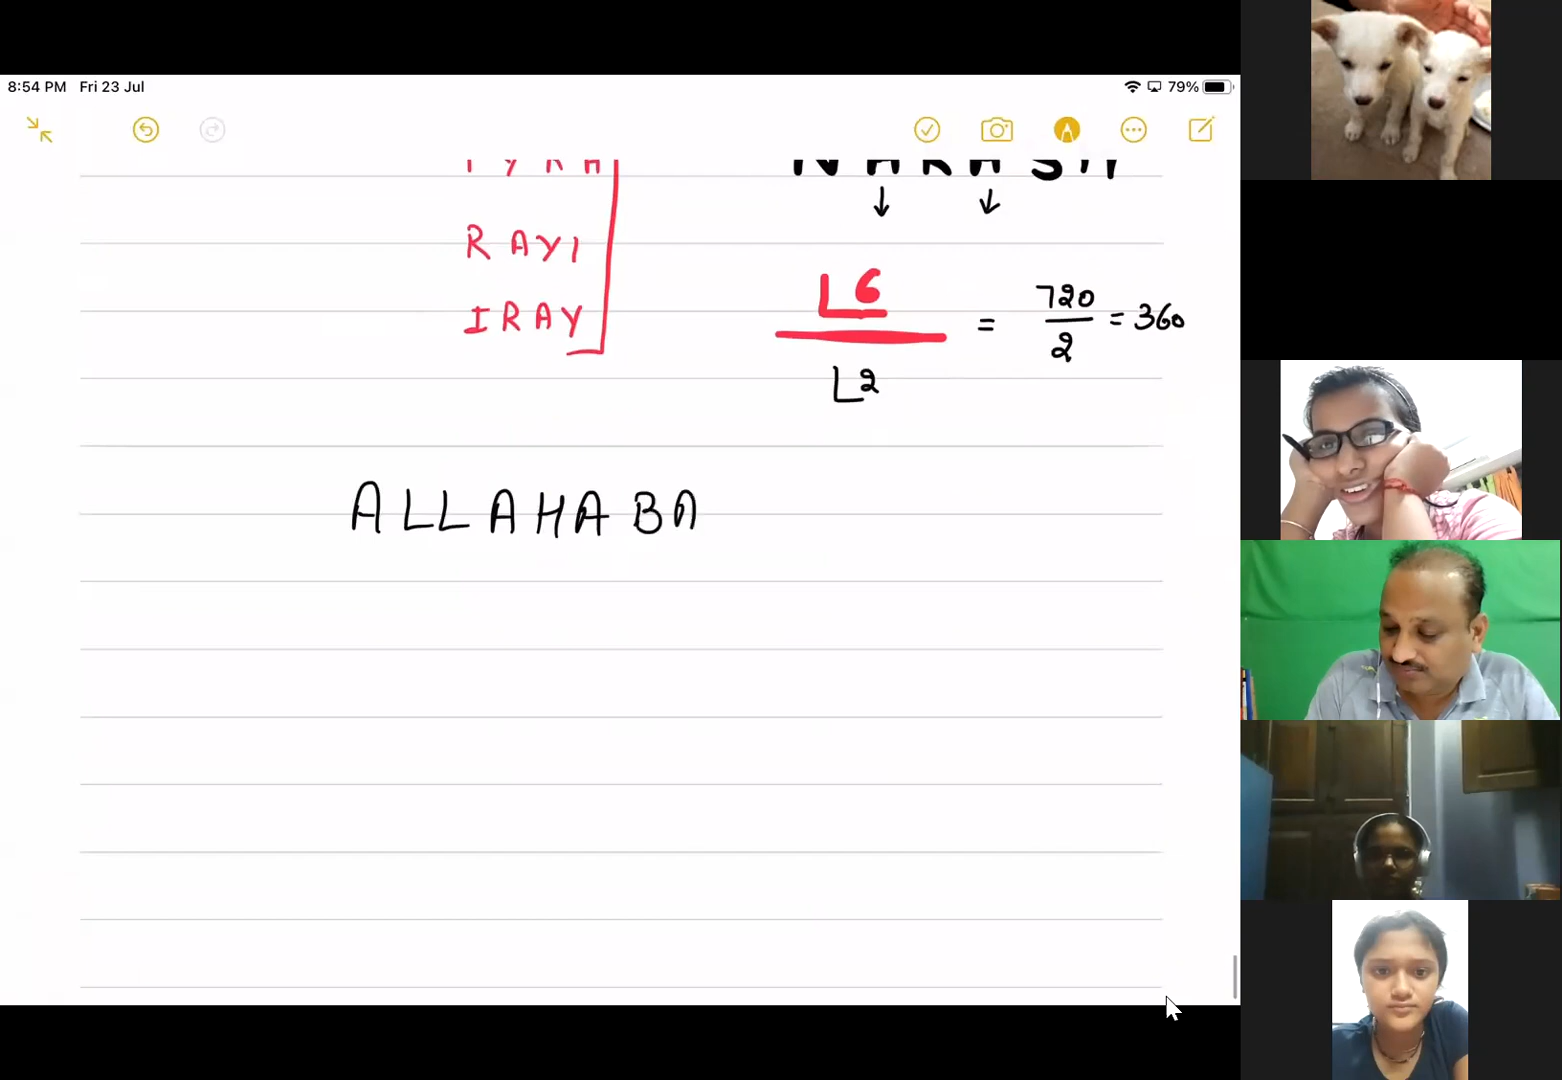 8:54 PM Fri 23 Jul
79%
RAYI
IRAY
L6
L2
=
720
2
= 360
ALLAHABA